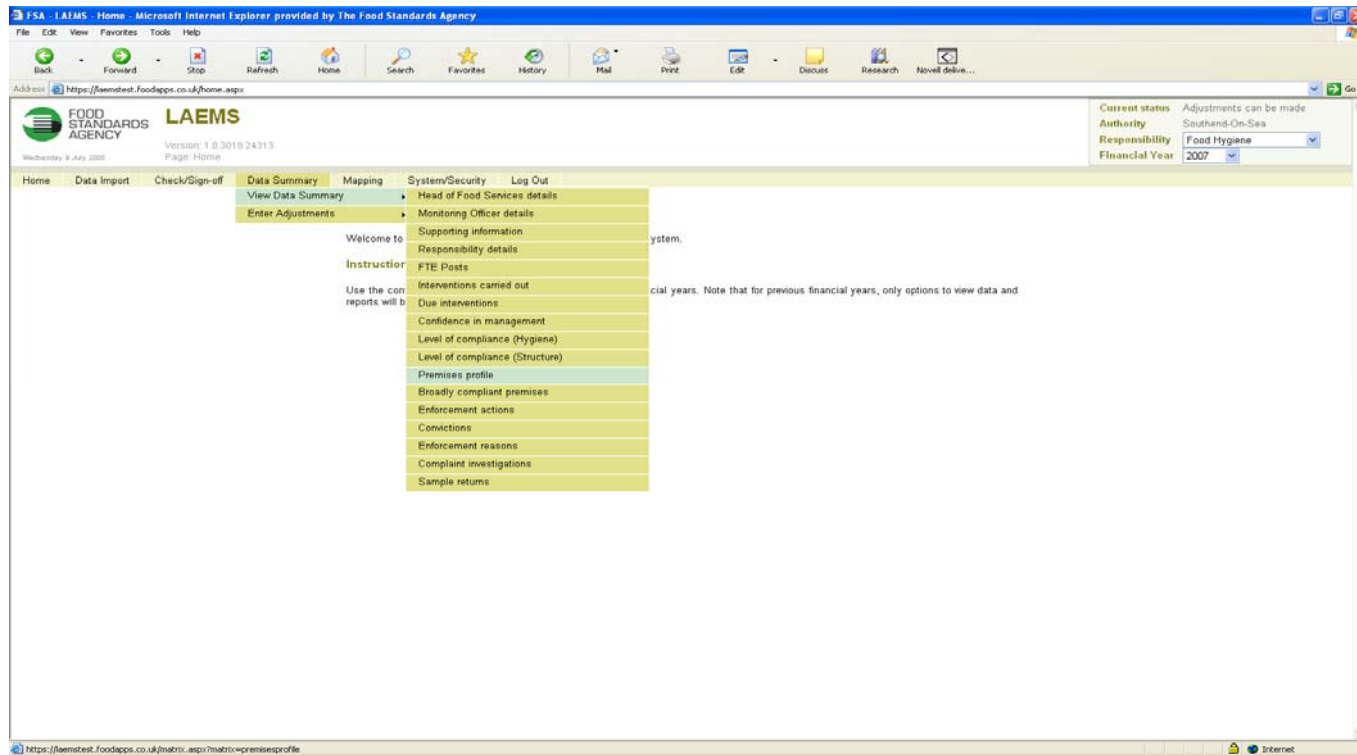 FSA - LAEMS - Home - Microsoft Internet Explorer provided by The Food Standards Agency
File Edit View Favorites Tools Help
Back Forward Stop Refresh Home Search Favorites History Mail Print Edit Discuss Research Novell delive...
Address https://laemstest.foodapps.co.uk/home.aspx Go
FOOD STANDARDS AGENCY
LAEMS
Version: 1.0.3019.24313
Wednesday 9 July 2008 Page: Home
Current status Adjustments can be made
Authority Southend-On-Sea
Responsibility Food Hygiene
Financial Year 2007
Home Data Import Check/Sign-off Data Summary Mapping System/Security Log Out
View Data Summary
Enter Adjustments
Head of Food Services details
Monitoring Officer details
Supporting information
Responsibility details
FTE Posts
Interventions carried out
Due interventions
Confidence in management
Level of compliance (Hygiene)
Level of compliance (Structure)
Premises profile
Broadly compliant premises
Enforcement actions
Convictions
Enforcement reasons
Complaint investigations
Sample returns
Welcome to ystem.
Instruction
Use the con cial years. Note that for previous financial years, only options to view data and
reports will b
https://laemstest.foodapps.co.uk/matrix.aspx?matrix=premisesprofile Internet